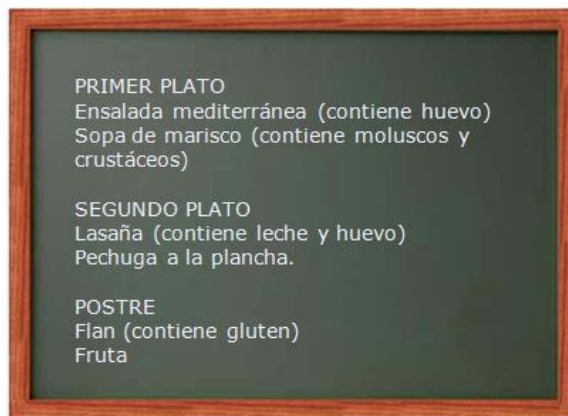 PRIMER PLATO
Ensalada mediterránea (contiene huevo)
Sopa de marisco (contiene moluscos y
crustáceos)
SEGUNDO PLATO
Lasaña (contiene leche y huevo)
Pechuga a la plancha.
POSTRE
Flan (contiene gluten)
Fruta